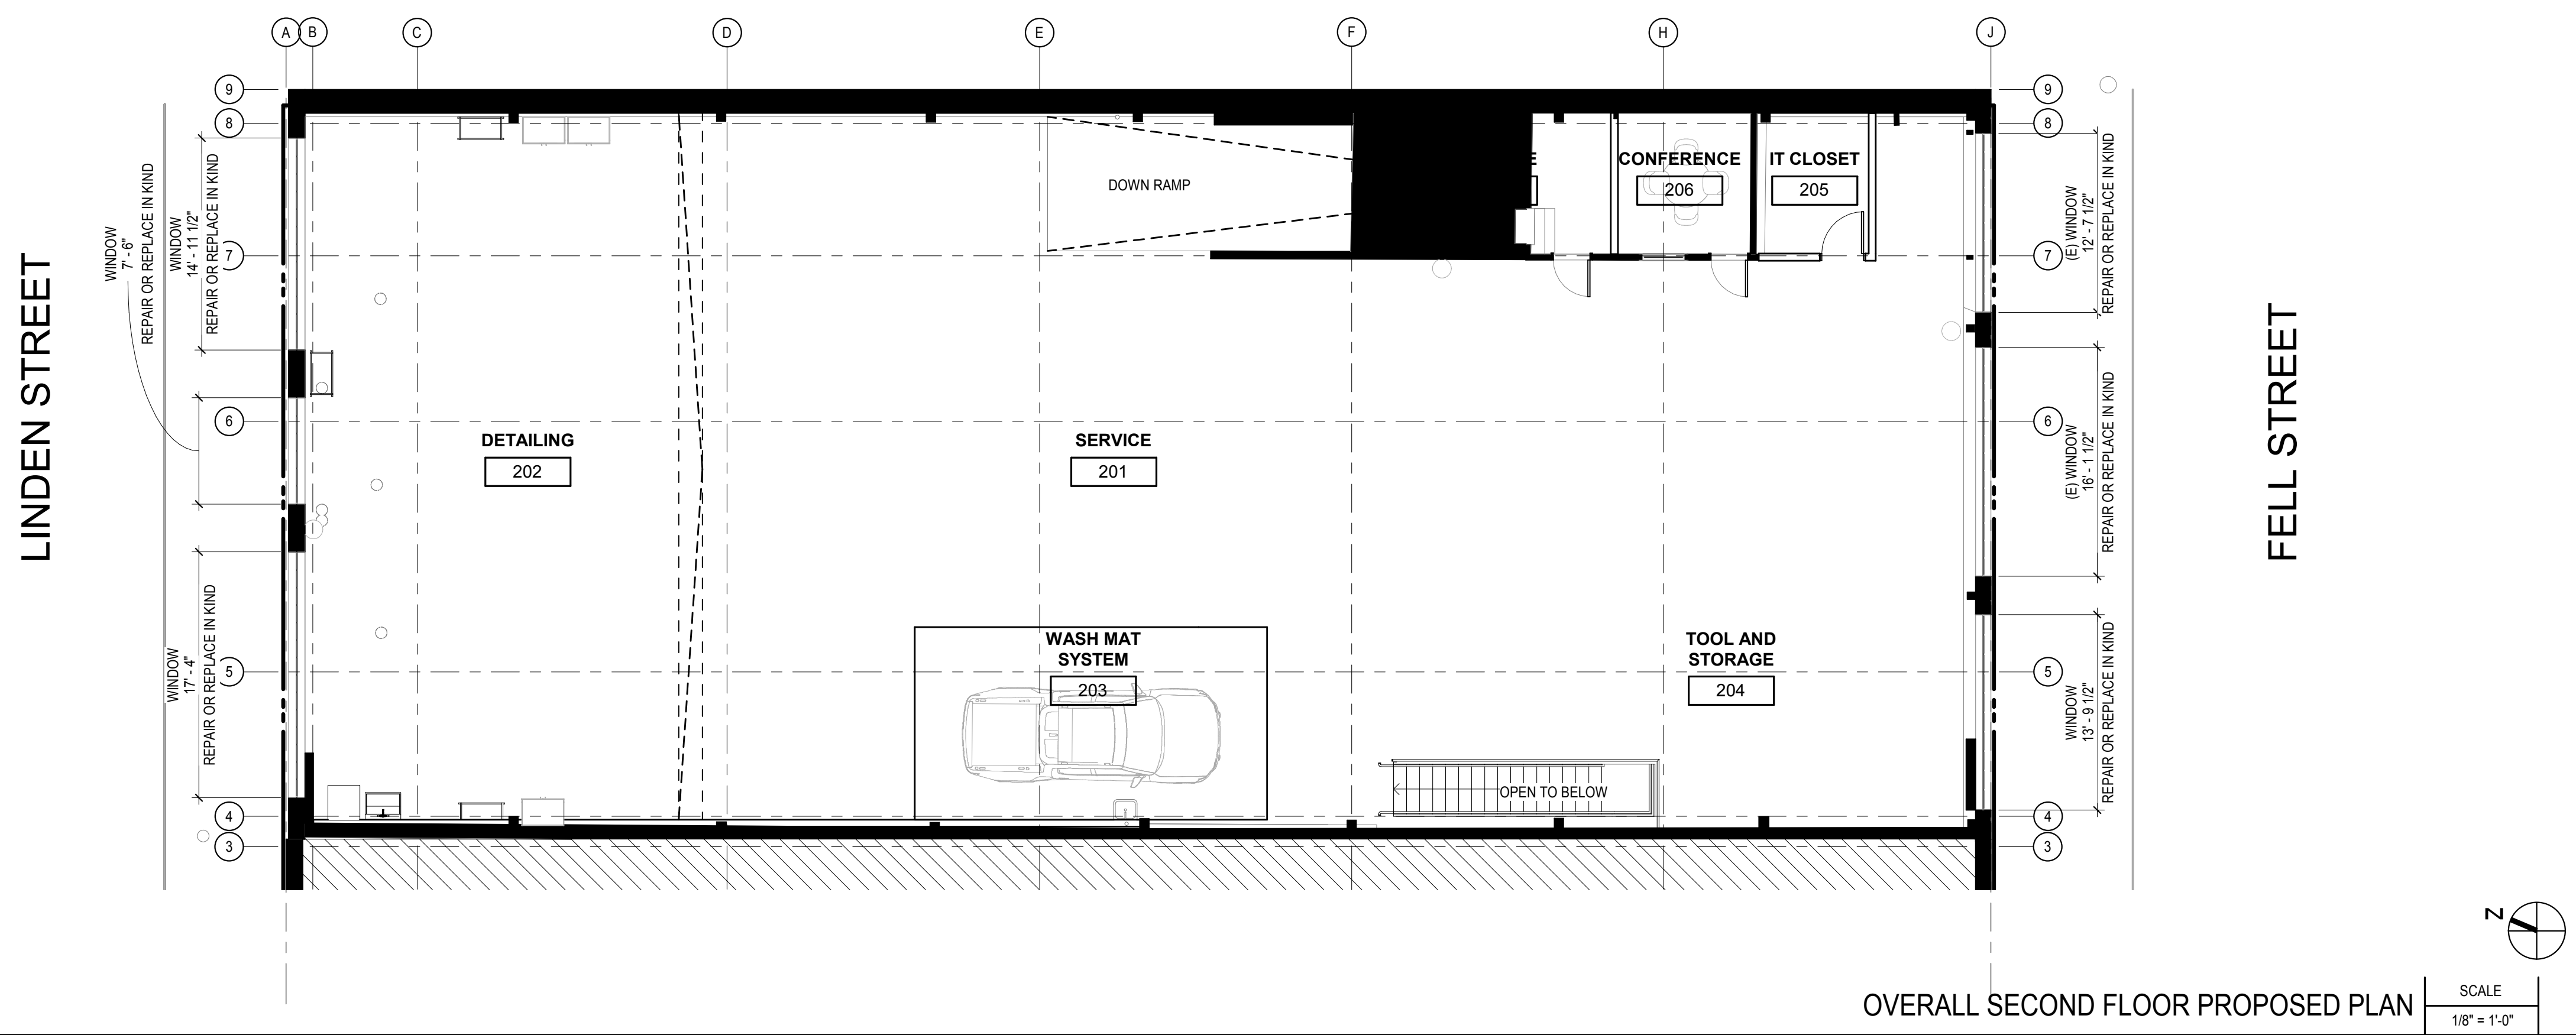 A B C D E F H J
9 9
8 8
7 7
6 6
5 5
4 4
3 3
LINDEN STREET
WINDOW
7' - 6"
REPAIR OR REPLACE IN KIND
WINDOW
14' - 11 1/2"
REPAIR OR REPLACE IN KIND
WINDOW
17' - 4"
REPAIR OR REPLACE IN KIND
DOWN RAMP
E
CONFERENCE
206
IT CLOSET
205
DETAILING
202
SERVICE
201
WASH MAT
SYSTEM
203
TOOL AND
STORAGE
204
OPEN TO BELOW
(E) WINDOW
12' - 7 1/2"
REPAIR OR REPLACE IN KIND
(E) WINDOW
16' - 1 1/2"
REPAIR OR REPLACE IN KIND
WINDOW
13' - 9 1/2"
REPAIR OR REPLACE IN KIND
FELL STREET
N
OVERALL SECOND FLOOR PROPOSED PLAN
SCALE
1/8" = 1'-0"